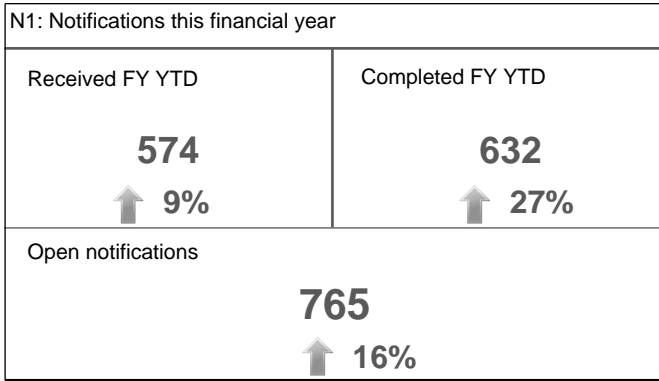 N1: Notifications this financial year
Received FY YTD
574
9%
Completed FY YTD
632
27%
Open notifications
765
16%